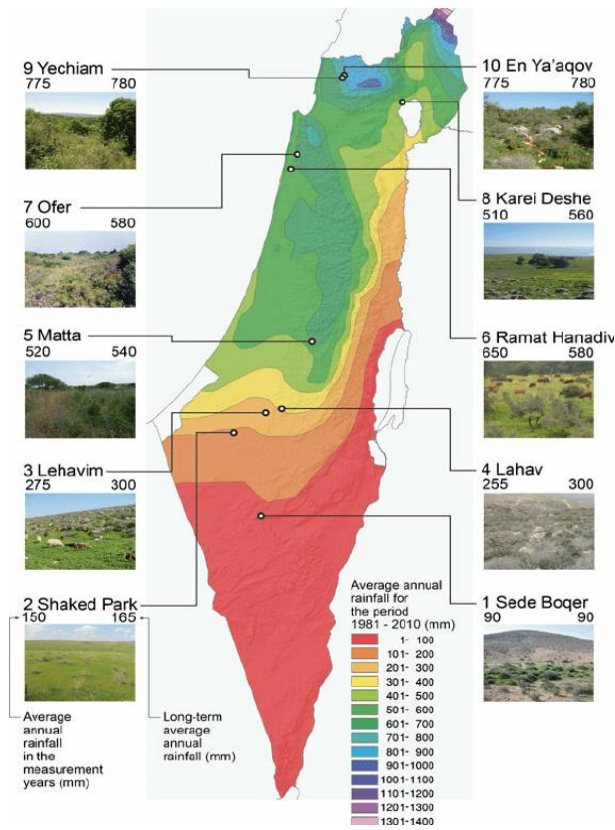 9 Yechiam
775 780
10 En Ya'aqov
775 780
7 Ofer
600 580
8 Karei Deshe
510 560
5 Matta
520 540
6 Ramat Hanadiv
650 580
3 Lehavim
275 300
4 Lahav
255 300
2 Shaked Park
150 165
1 Sede Boqer
90 90
Average
annual
rainfall
in the
measurement
years (mm)
Long-term
average
annual
rainfall (mm)
Average annual
rainfall for
the period
1981 - 2010 (mm)
1- 100
101- 200
201- 300
301- 400
401- 500
501- 600
601- 700
701- 800
801- 900
901-1000
1001-1100
1101-1200
1201-1300
1301-1400